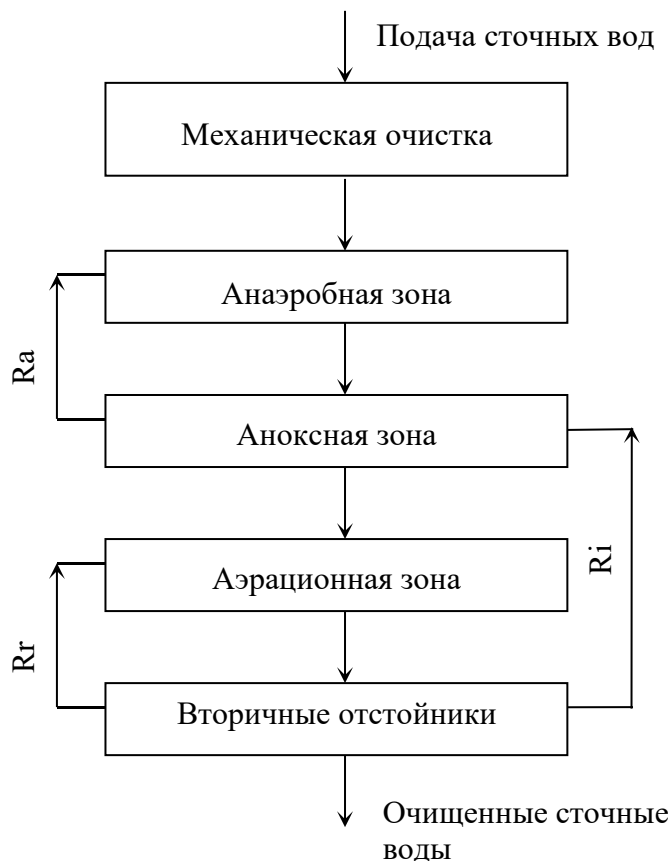 Подача сточных вод
Механическая очистка
Анаэробная зона
Ra
Аноксная зона
Аэрационная зона
Ri
Rr
Вторичные отстойники
Очищенные сточные
воды